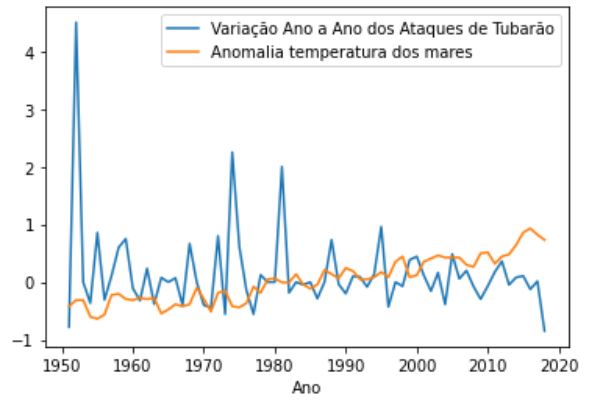 Variação Ano a Ano dos Ataques de Tubarão
Anomalia temperatura dos mares
4
3
2
1
0
−1
1950 1960 1970 1980 1990 2000 2010 2020
Ano